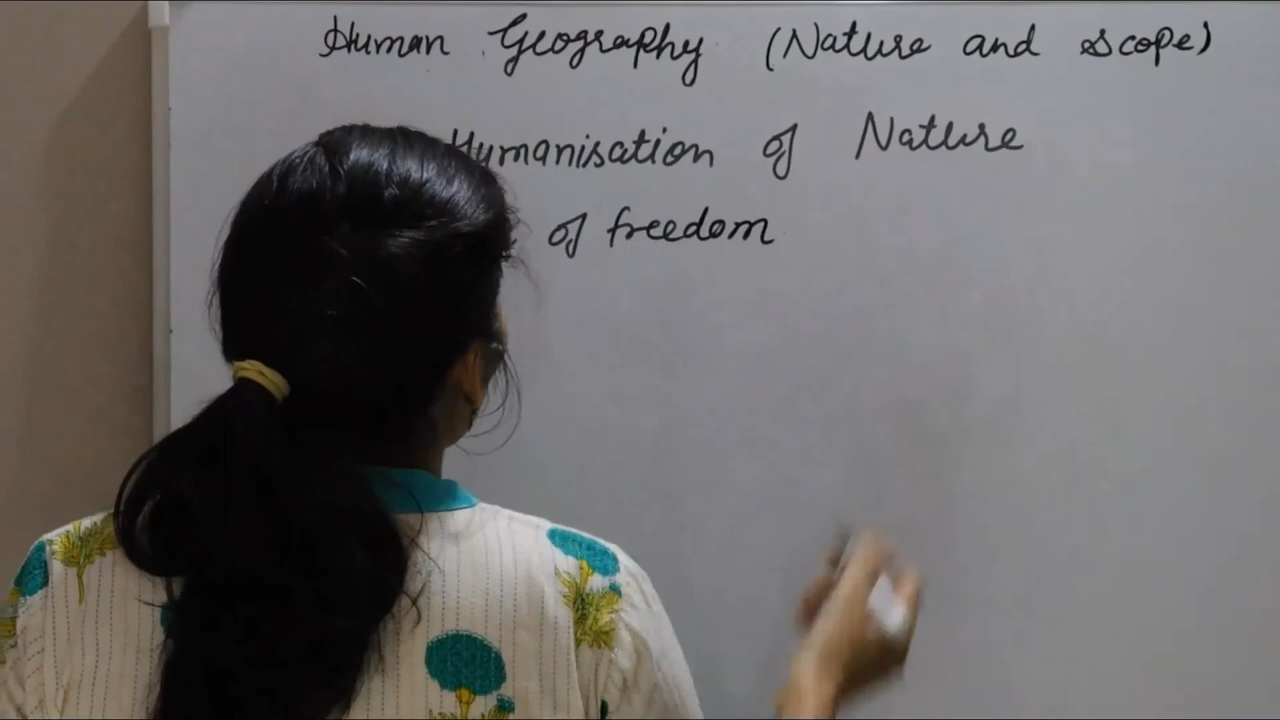 Human Geography (Nature and Scope)
Humanisation of Nature
of freedom